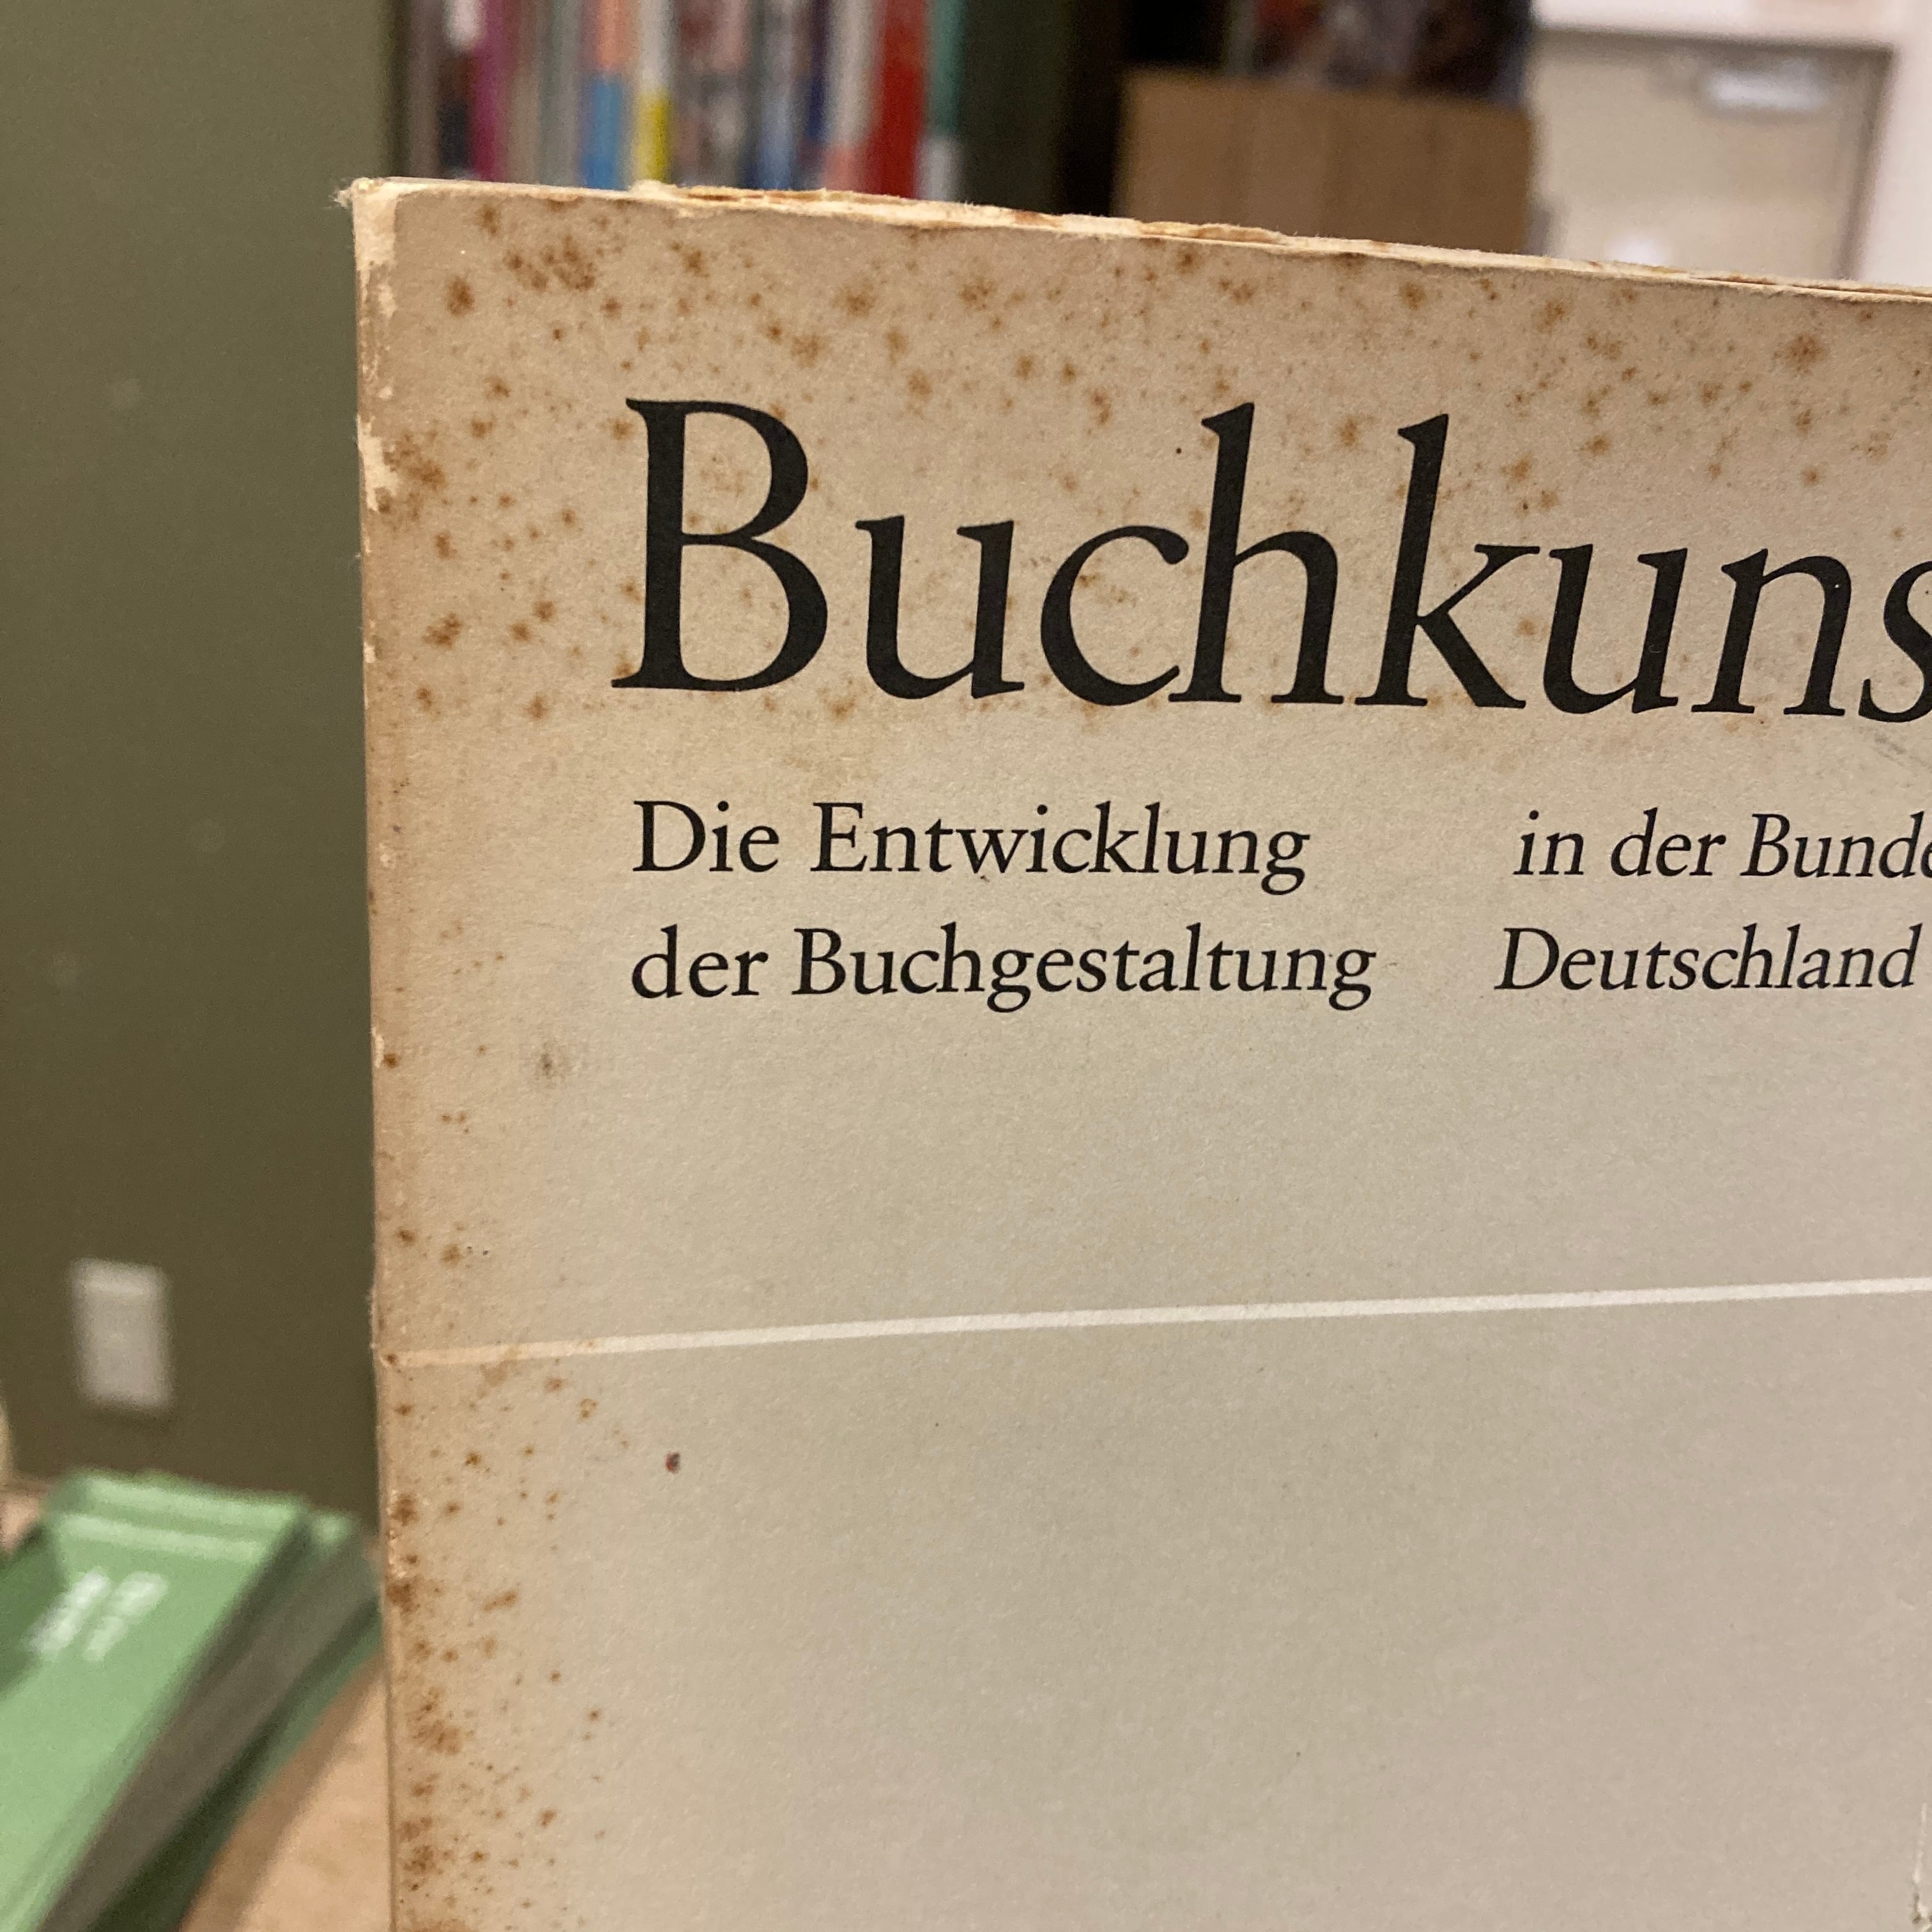 Buchkuns
Die Entwicklung
der Buchgestaltung
in der Bunde
Deutschland